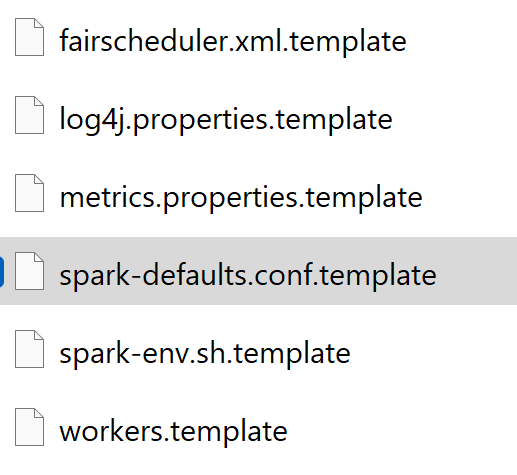 fairscheduler.xml.template
log4j.properties.template
metrics.properties.template
spark-defaults.conf.template
spark-env.sh.template
workers.template